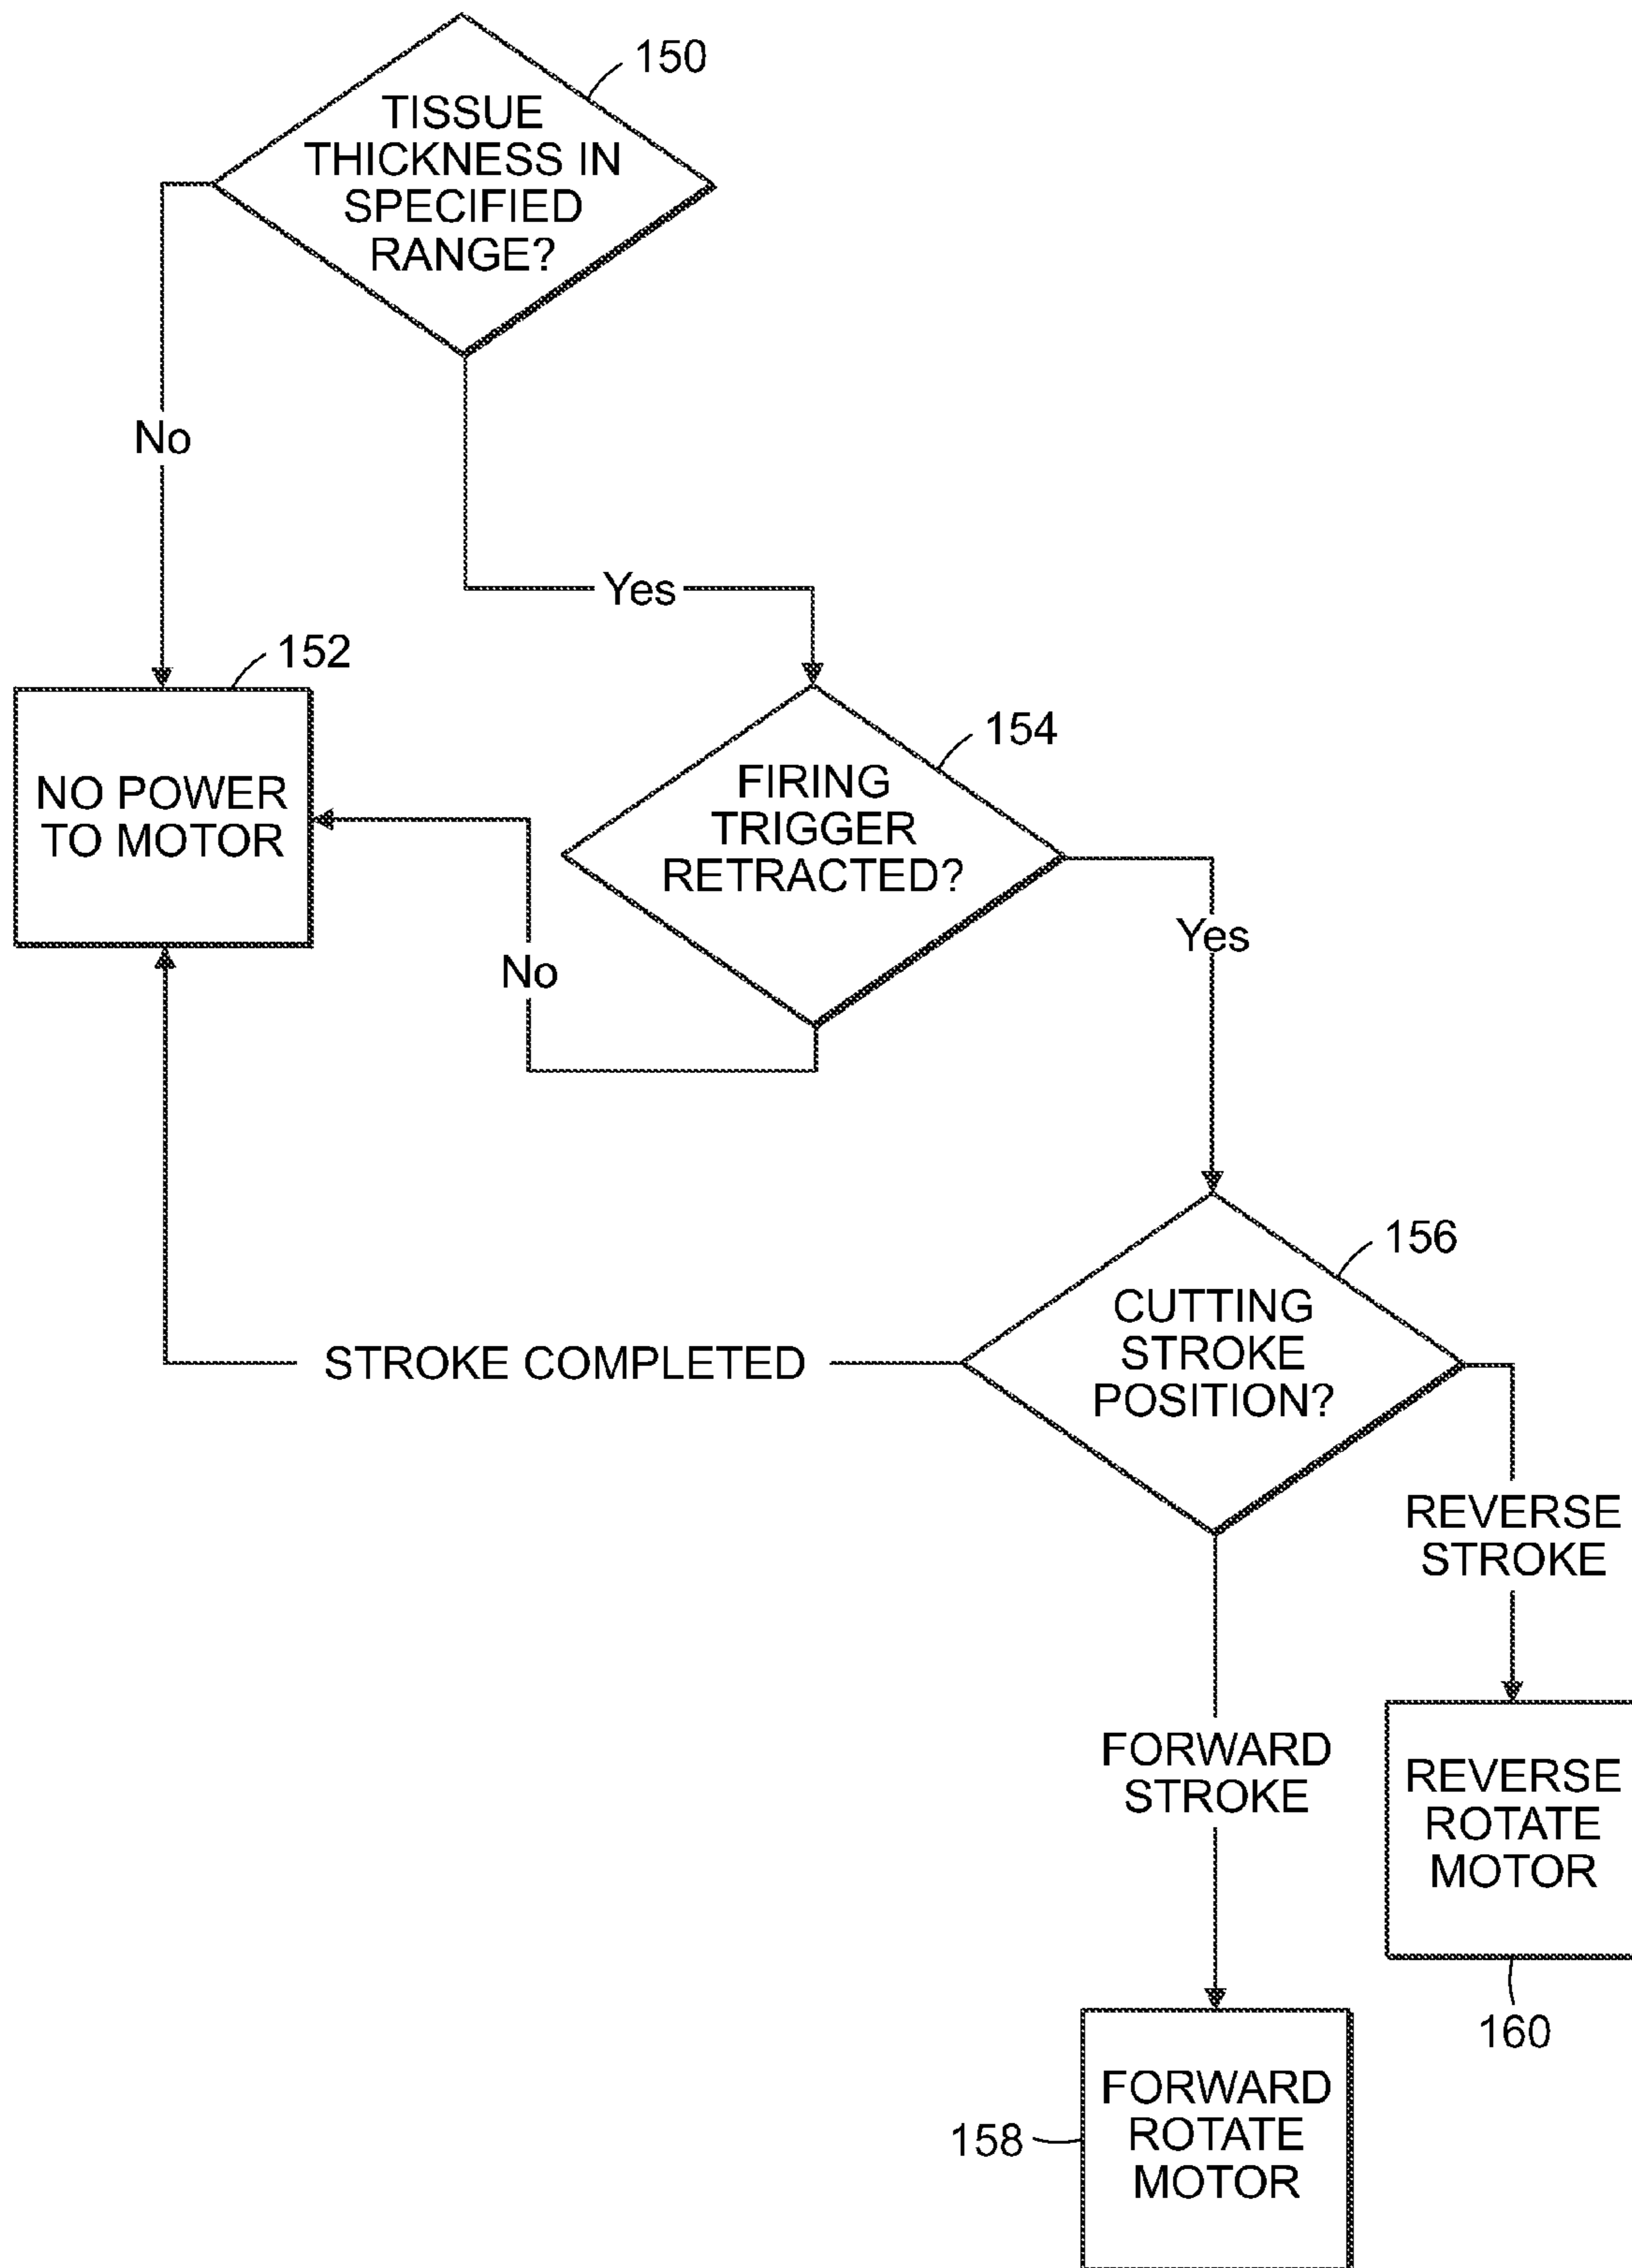 150
TISSUE
THICKNESS IN
SPECIFIED
RANGE?
No
Yes
152
NO POWER
TO MOTOR
154
FIRING
TRIGGER
RETRACTED?
No
Yes
156
CUTTING
STROKE
POSITION?
STROKE COMPLETED
REVERSE
STROKE
FORWARD
STROKE
REVERSE
ROTATE
MOTOR
160
158
FORWARD
ROTATE
MOTOR